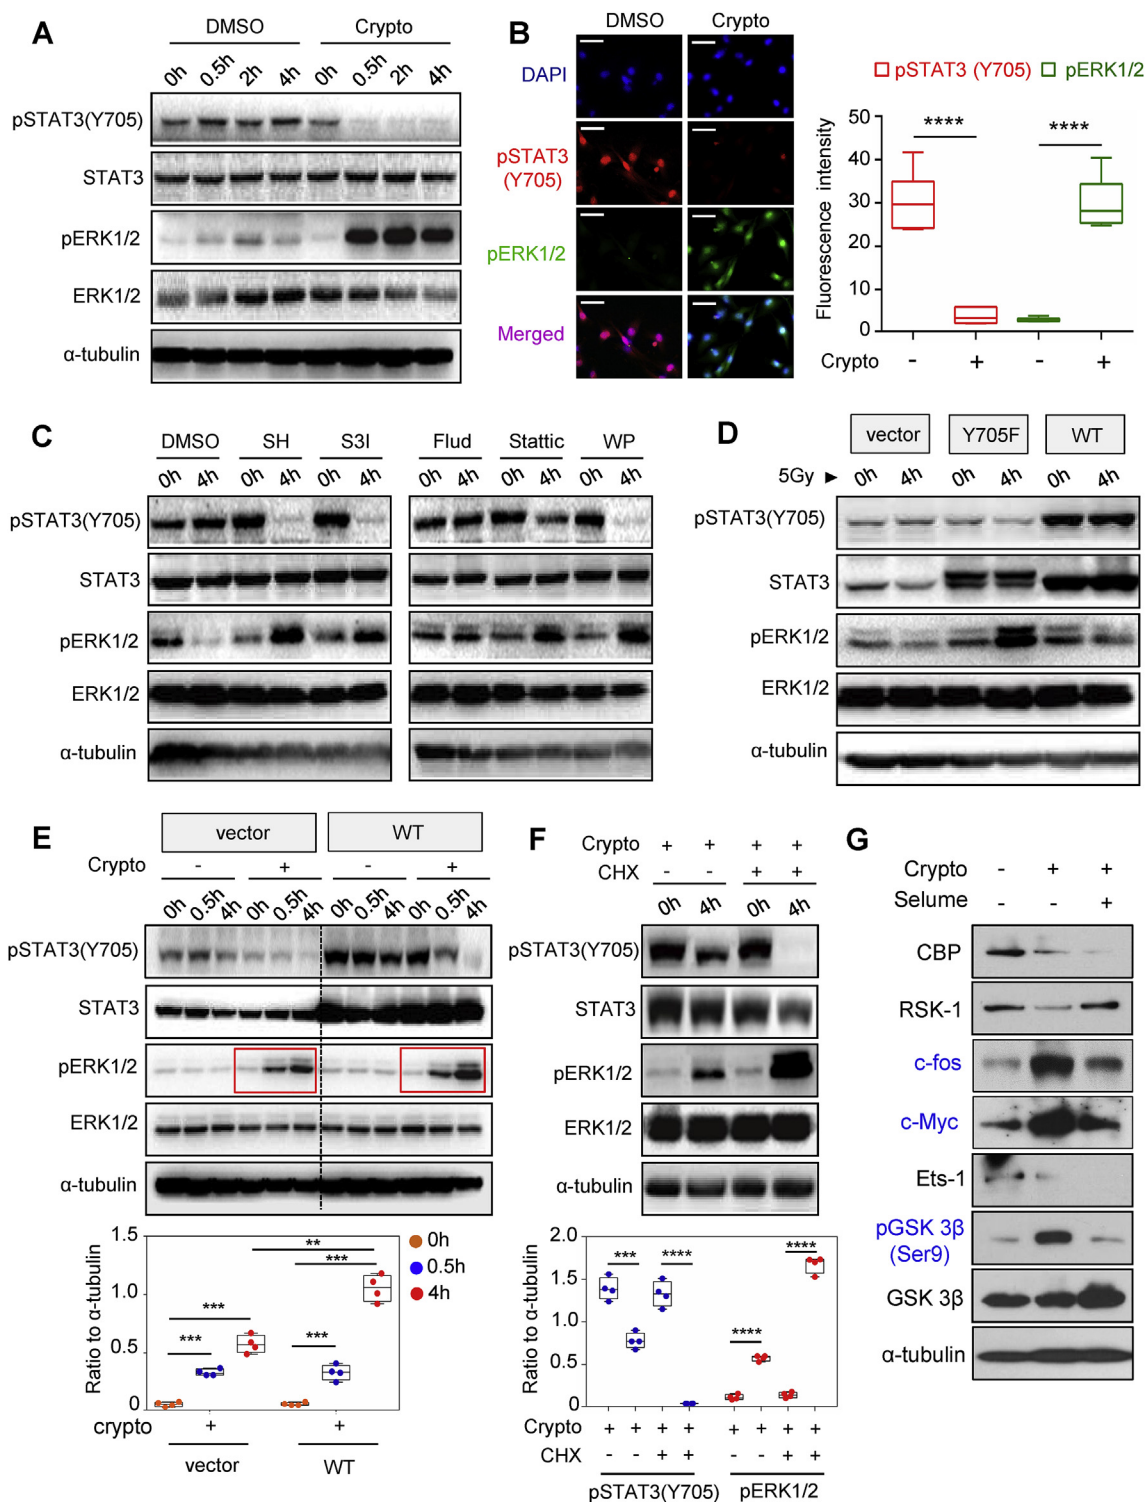 A
DMSO Crypto
0h 0.5h 2h 4h 0h 0.5h 2h 4h
pSTAT3(Y705)
STAT3
pERK1/2
ERK1/2
α-tubulin
B
DMSO Crypto
DAPI
pSTAT3
(Y705)
pERK1/2
Merged
pSTAT3 (Y705) pERK1/2
Fluorescence intensity
50
40
30
20
10
0
**** ****
Crypto - + - +
C
DMSO SH S3I Flud Stattic WP
0h 4h 0h 4h 0h 4h 0h 4h 0h 4h 0h 4h
pSTAT3(Y705)
STAT3
pERK1/2
ERK1/2
α-tubulin
D
vector Y705F WT
5Gy ► 0h 4h 0h 4h 0h 4h
pSTAT3(Y705)
STAT3
pERK1/2
ERK1/2
α-tubulin
E
vector WT
Crypto - + - +
0h 0.5h 4h 0h 0.5h 4h 0h 0.5h 4h 0h 0.5h 4h
pSTAT3(Y705)
STAT3
pERK1/2
ERK1/2
α-tubulin
Ratio to α-tubulin
1.5
1.0
0.5
0
*** *** *** *** **
0h
0.5h
4h
crypto + +
vector WT
F
Crypto + + + +
CHX - - + +
0h 4h 0h 4h
pSTAT3(Y705)
STAT3
pERK1/2
ERK1/2
α-tubulin
Ratio to α-tubulin
2.0
1.5
1.0
0.5
0
*** **** **** ****
Crypto + + + + + + + +
CHX - - + + - - + +
pSTAT3(Y705) pERK1/2
G
Crypto - + +
Selume - - +
CBP
RSK-1
c-fos
c-Myc
Ets-1
pGSK 3β
(Ser9)
GSK 3β
α-tubulin